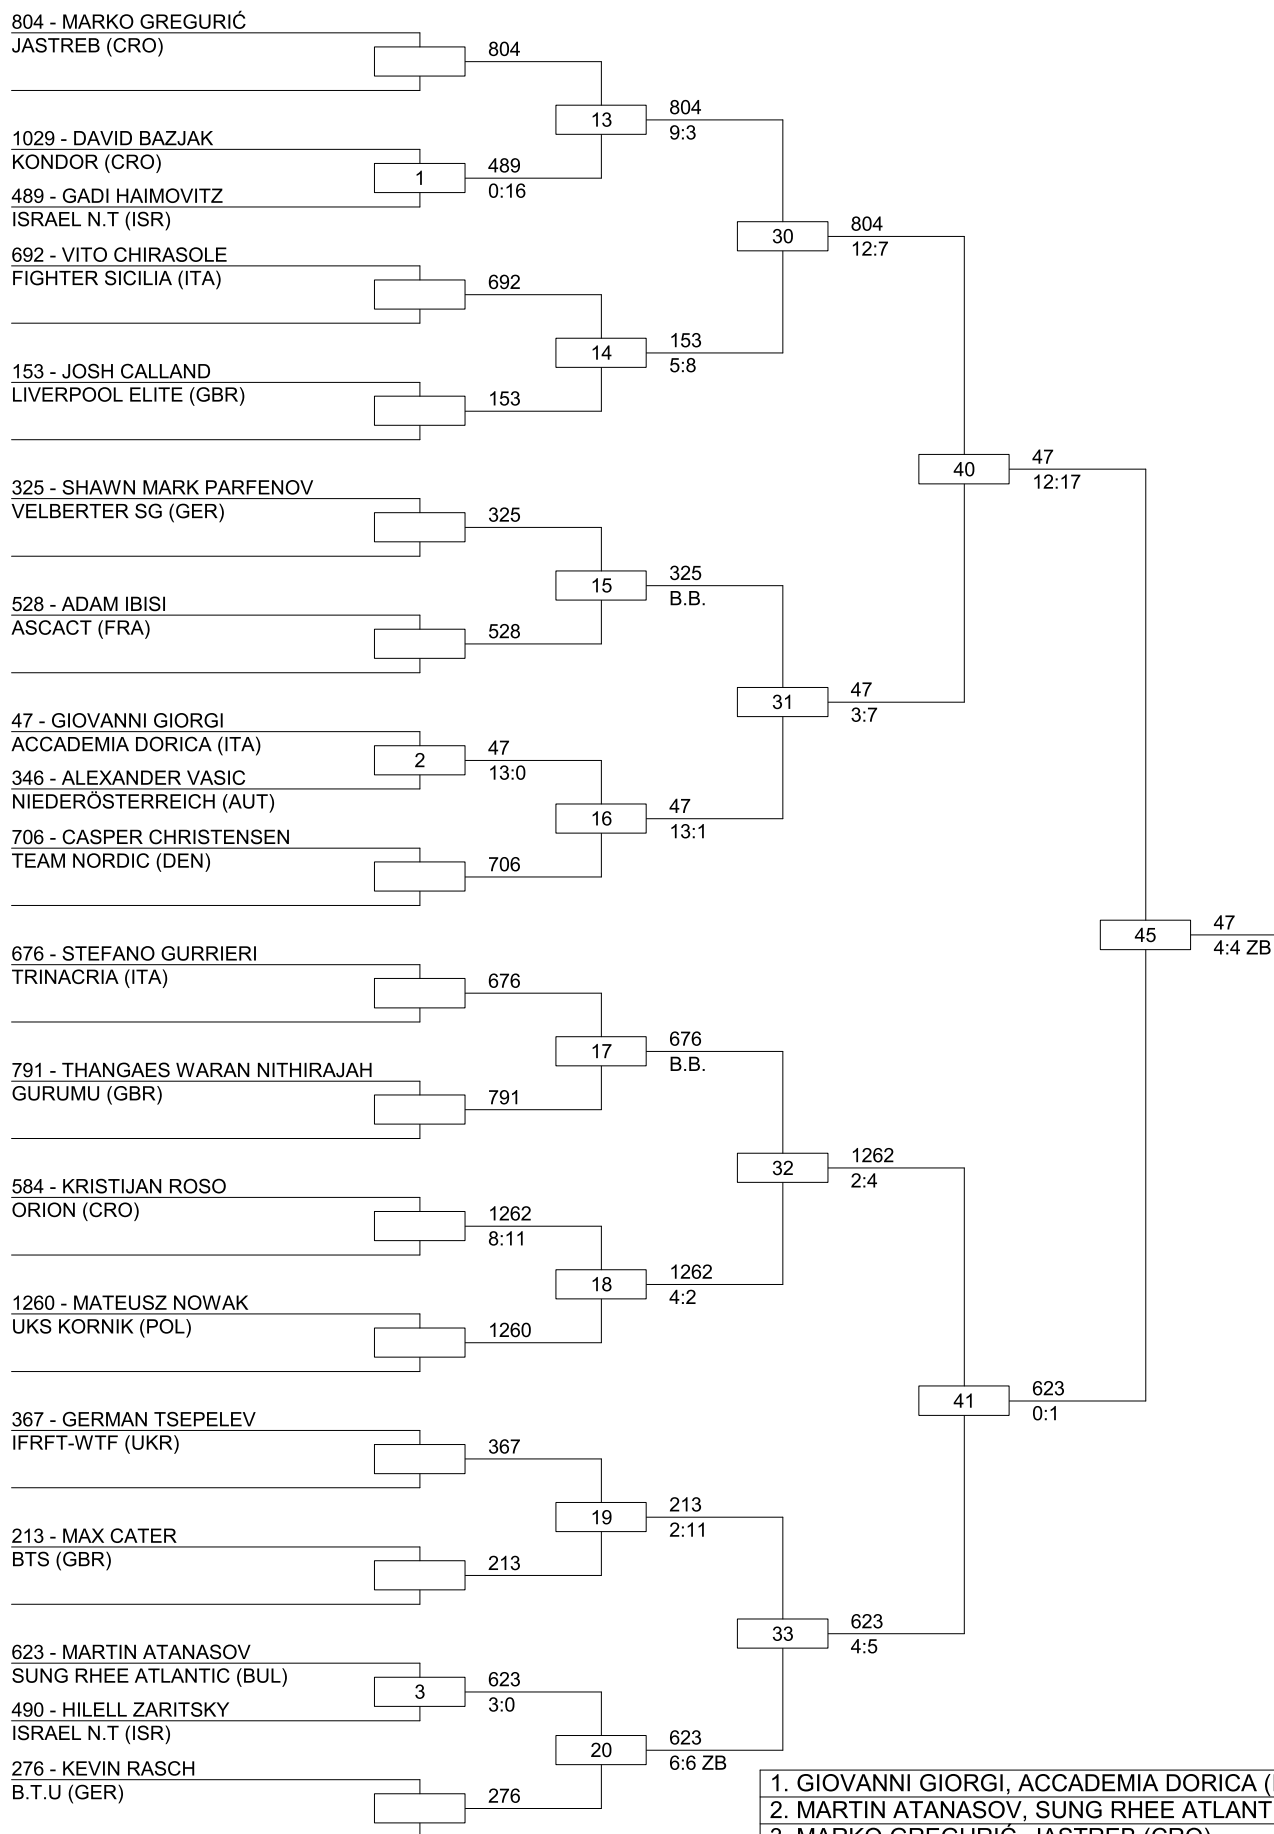 804 - MARKO GREGURIĆ
JASTREB (CRO)
804
13
804
9:3
1029 - DAVID BAZJAK
KONDOR (CRO)
1
489
0:16
489 - GADI HAIMOVITZ
ISRAEL N.T (ISR)
30
804
12:7
692 - VITO CHIRASOLE
FIGHTER SICILIA (ITA)
692
14
153
5:8
153 - JOSH CALLAND
LIVERPOOL ELITE (GBR)
153
40
47
12:17
325 - SHAWN MARK PARFENOV
VELBERTER SG (GER)
325
15
325
B.B.
528 - ADAM IBISI
ASCACT (FRA)
528
31
47
3:7
47 - GIOVANNI GIORGI
ACCADEMIA DORICA (ITA)
2
47
13:0
346 - ALEXANDER VASIC
NIEDERÖSTERREICH (AUT)
16
47
13:1
706 - CASPER CHRISTENSEN
TEAM NORDIC (DEN)
706
45
47
4:4 ZB
676 - STEFANO GURRIERI
TRINACRIA (ITA)
676
17
676
B.B.
791 - THANGAES WARAN NITHIRAJAH
GURUMU (GBR)
791
32
1262
2:4
584 - KRISTIJAN ROSO
ORION (CRO)
1262
8:11
18
1262
4:2
1260 - MATEUSZ NOWAK
UKS KORNIK (POL)
1260
41
623
0:1
367 - GERMAN TSEPELEV
IFRFT-WTF (UKR)
367
19
213
2:11
213 - MAX CATER
BTS (GBR)
213
33
623
4:5
623 - MARTIN ATANASOV
SUNG RHEE ATLANTIC (BUL)
3
623
3:0
490 - HILELL ZARITSKY
ISRAEL N.T (ISR)
20
623
6:6 ZB
276 - KEVIN RASCH
B.T.U (GER)
276
1. GIOVANNI GIORGI, ACCADEMIA DORICA (
2. MARTIN ATANASOV, SUNG RHEE ATLANT
3. MARKO GREGURIĆ, JASTREB (CRO)